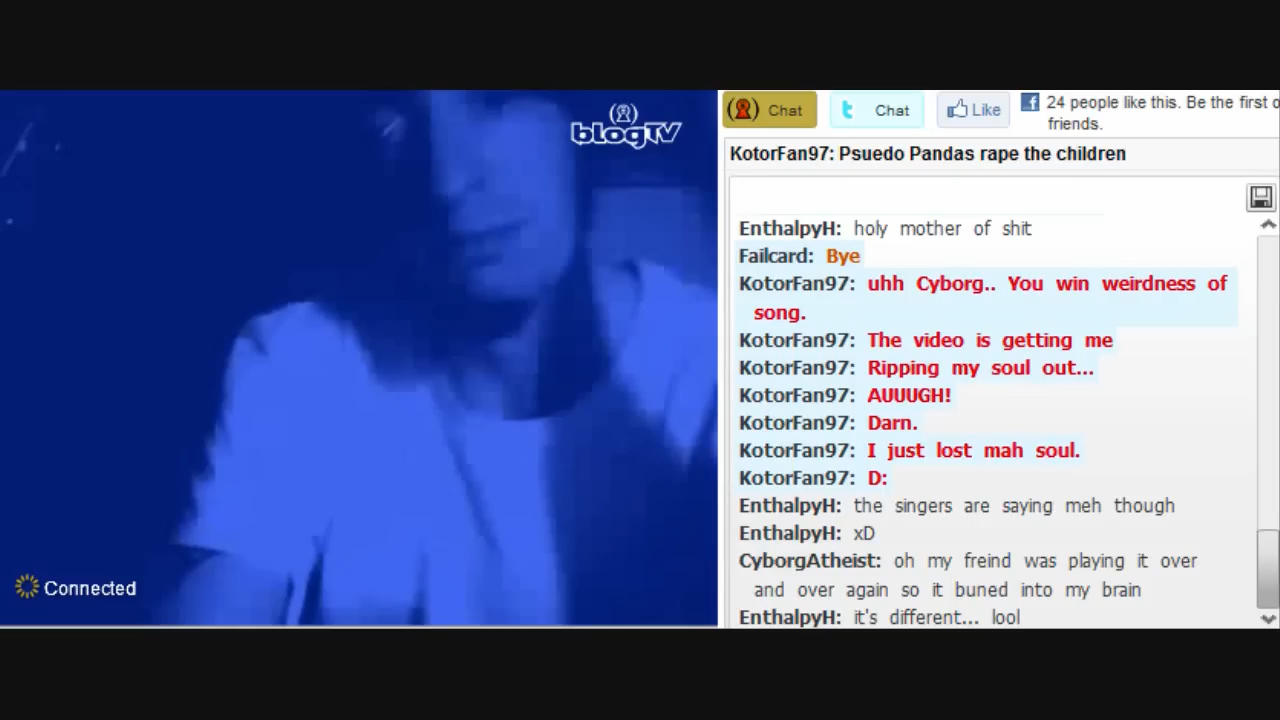 blogTV
Connected
Chat
Chat
Like
24 people like this. Be the first o
friends.
KotorFan97: Psuedo Pandas rape the children
EnthalpyH: holy mother of shit
Failcard: Bye
KotorFan97: uhh Cyborg.. You win weirdness of
song.
KotorFan97: The video is getting me
KotorFan97: Ripping my soul out...
KotorFan97: AUUUGH!
KotorFan97: Darn.
KotorFan97: I just lost mah soul.
KotorFan97: D:
EnthalpyH: the singers are saying meh though
EnthalpyH: xD
CyborgAtheist: oh my freind was playing it over
and over again so it buned into my brain
EnthalpyH: it's different... lool